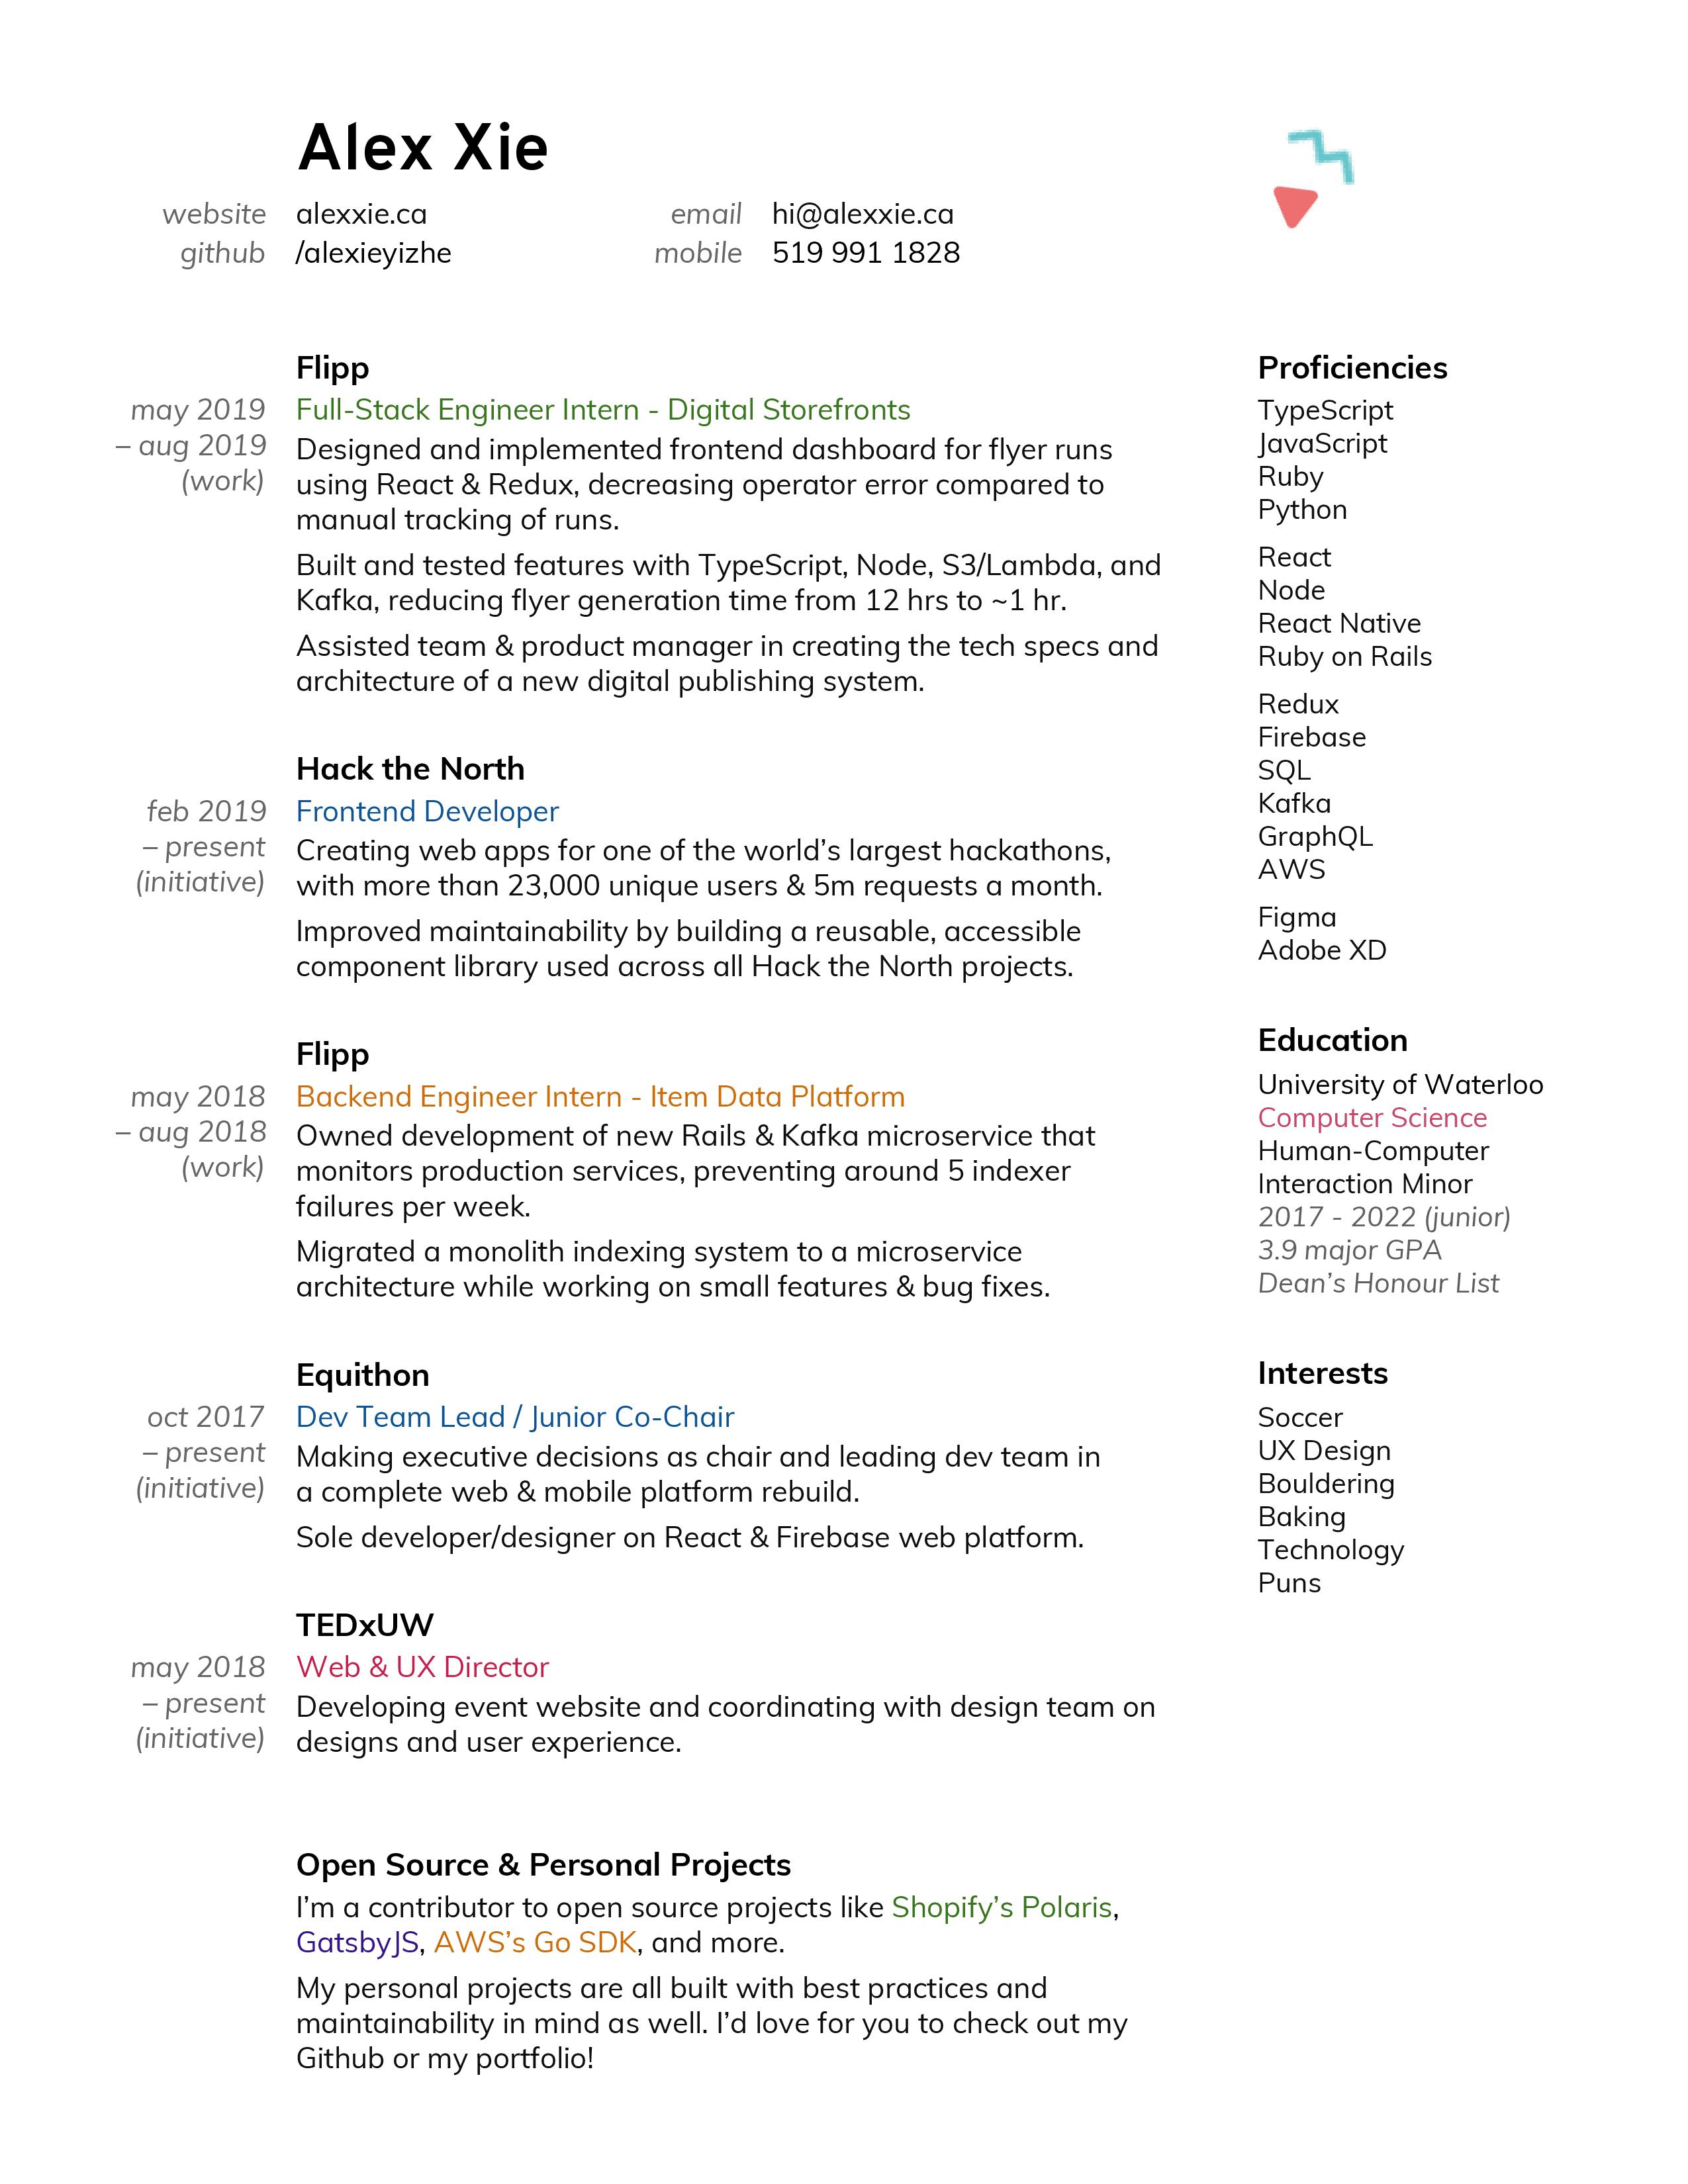 Alex Xie
website alexxie.ca email hi@alexxie.ca
github /alexieyizhe mobile 519 991 1828
Flipp
may 2019 Full-Stack Engineer Intern - Digital Storefronts
– aug 2019 Designed and implemented frontend dashboard for flyer runs
(work) using React & Redux, decreasing operator error compared to
manual tracking of runs.
Built and tested features with TypeScript, Node, S3/Lambda, and
Kafka, reducing flyer generation time from 12 hrs to ~1 hr.
Assisted team & product manager in creating the tech specs and
architecture of a new digital publishing system.
Hack the North
feb 2019 Frontend Developer
– present Creating web apps for one of the world’s largest hackathons,
(initiative) with more than 23,000 unique users & 5m requests a month.
Improved maintainability by building a reusable, accessible
component library used across all Hack the North projects.
Flipp
may 2018 Backend Engineer Intern - Item Data Platform
– aug 2018 Owned development of new Rails & Kafka microservice that
(work) monitors production services, preventing around 5 indexer
failures per week.
Migrated a monolith indexing system to a microservice
architecture while working on small features & bug fixes.
Equithon
oct 2017 Dev Team Lead / Junior Co-Chair
– present Making executive decisions as chair and leading dev team in
(initiative) a complete web & mobile platform rebuild.
Sole developer/designer on React & Firebase web platform.
TEDxUW
may 2018 Web & UX Director
– present Developing event website and coordinating with design team on
(initiative) designs and user experience.
Open Source & Personal Projects
I’m a contributor to open source projects like Shopify’s Polaris,
GatsbyJS, AWS’s Go SDK, and more.
My personal projects are all built with best practices and
maintainability in mind as well. I’d love for you to check out my
Github or my portfolio!
Proficiencies
TypeScript
JavaScript
Ruby
Python
React
Node
React Native
Ruby on Rails
Redux
Firebase
SQL
Kafka
GraphQL
AWS
Figma
Adobe XD
Education
University of Waterloo
Computer Science
Human-Computer
Interaction Minor
2017 - 2022 (junior)
3.9 major GPA
Dean’s Honour List
Interests
Soccer
UX Design
Bouldering
Baking
Technology
Puns